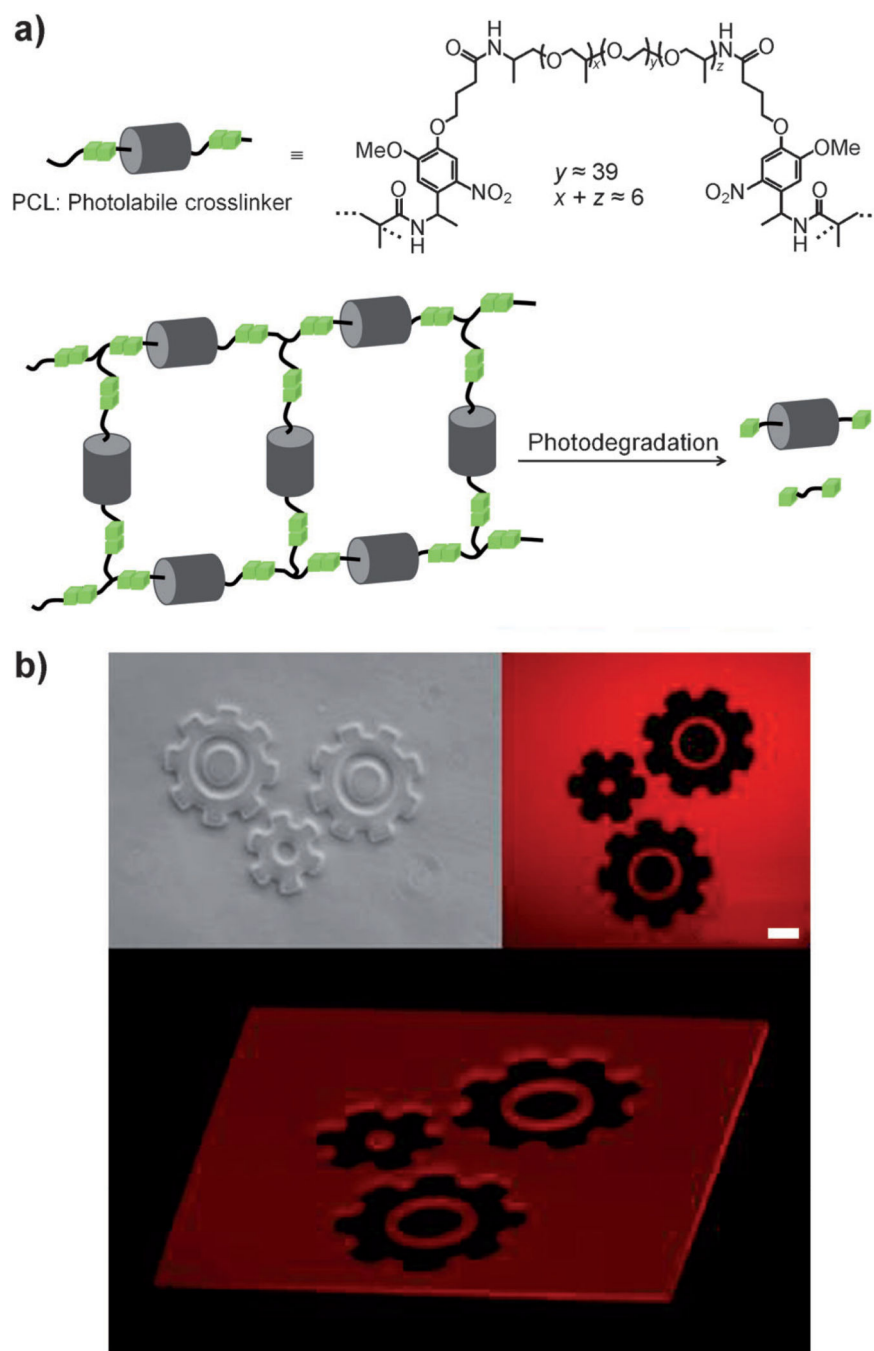 a)
O
N
H
O
x
O
y
O
z
N
H
O
O
MeO
NO₂
O
N
H
y ≈ 39
x + z ≈ 6
O
OMe
O₂N
N
H
O
≡
PCL: Photolabile crosslinker
Photodegradation
b)